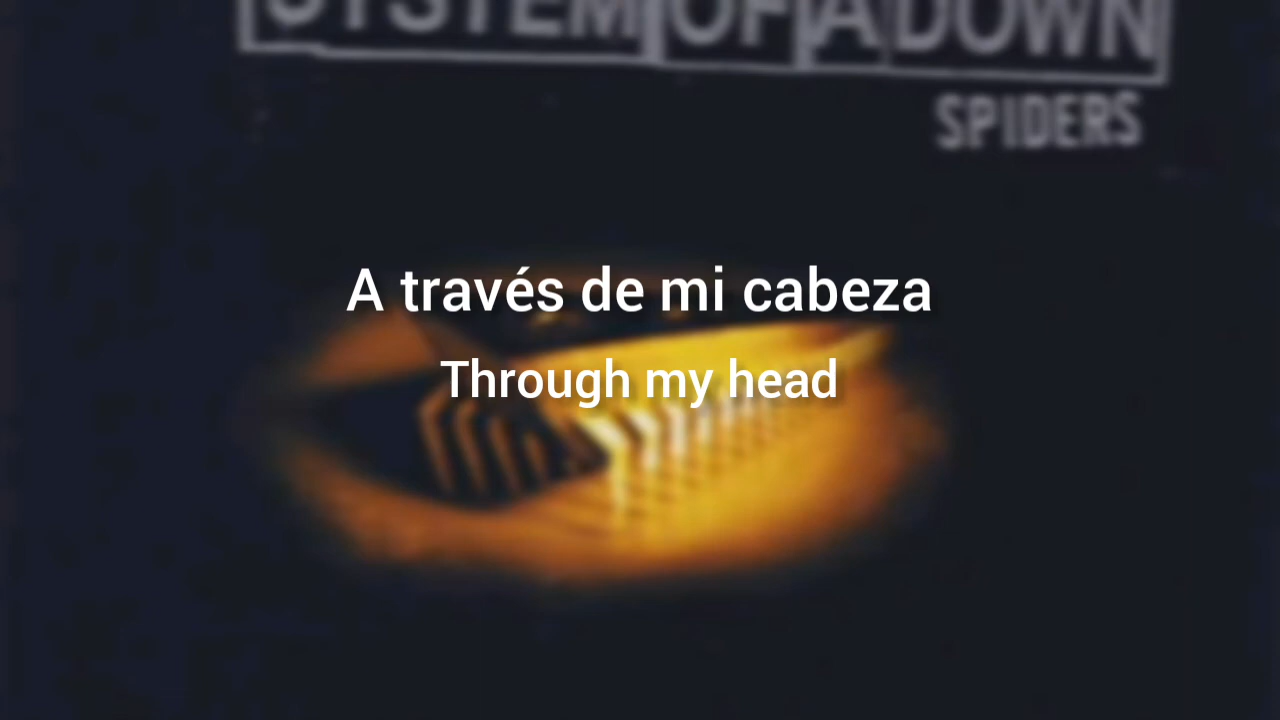 SYSTEM OF A DOWN
SPIDERS
A través de mi cabeza
Through my head